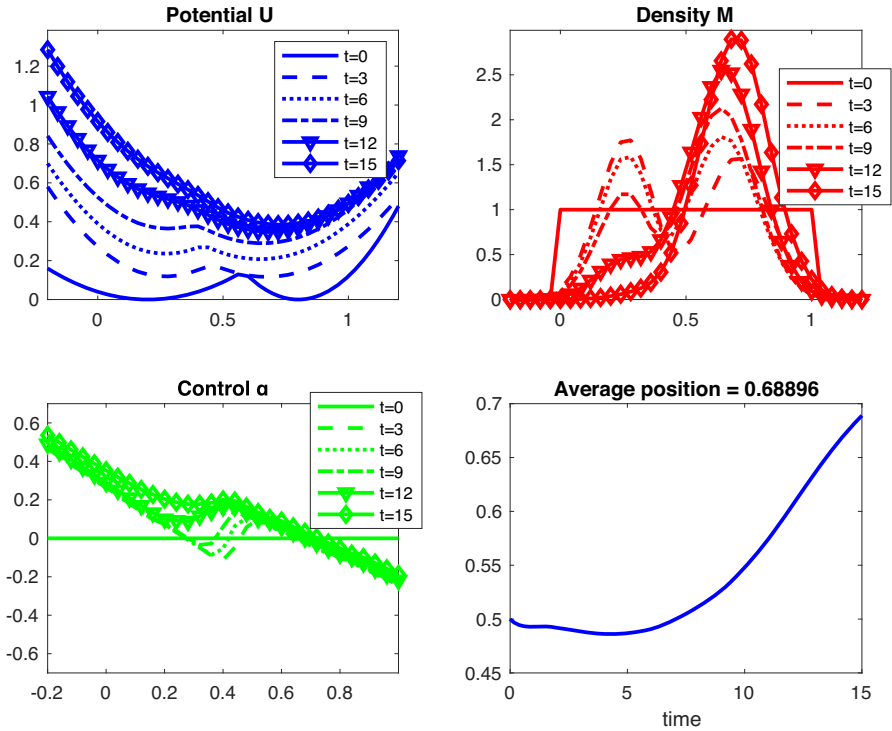 Potential U
t=0
t=3
t=6
t=9
t=12
t=15
1.2
1
0.8
0.6
0.4
0.2
0
0 0.5 1
Density M
t=0
t=3
t=6
t=9
t=12
t=15
2.5
2
1.5
1
0.5
0
0 0.5 1
Control α
t=0
t=3
t=6
t=9
t=12
t=15
0.6
0.4
0.2
0
-0.2
-0.4
-0.6
-0.2 0 0.2 0.4 0.6 0.8
Average position = 0.68896
0.7
0.65
0.6
0.55
0.5
0.45
0 5 10 15
time